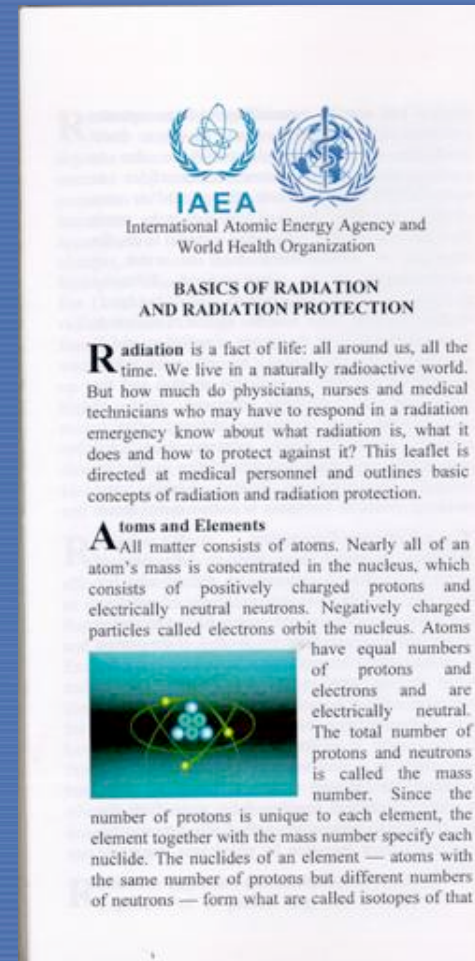 IAEA
International Atomic Energy Agency and
World Health Organization
BASICS OF RADIATION
AND RADIATION PROTECTION
Radiation is a fact of life: all around us, all the
time. We live in a naturally radioactive world.
But how much do physicians, nurses and medical
technicians who may have to respond in a radiation
emergency know about what radiation is, what it
does and how to protect against it? This leaflet is
directed at medical personnel and outlines basic
concepts of radiation and radiation protection.
Atoms and Elements
All matter consists of atoms. Nearly all of an
atom's mass is concentrated in the nucleus, which
consists of positively charged protons and
electrically neutral neutrons. Negatively charged
particles called electrons orbit the nucleus. Atoms
have equal numbers
of protons and
electrons and are
electrically neutral.
The total number of
protons and neutrons
is called the mass
number. Since the
number of protons is unique to each element, the
element together with the mass number specify each
nuclide. The nuclides of an element — atoms with
the same number of protons but different numbers
of neutrons — form what are called isotopes of that